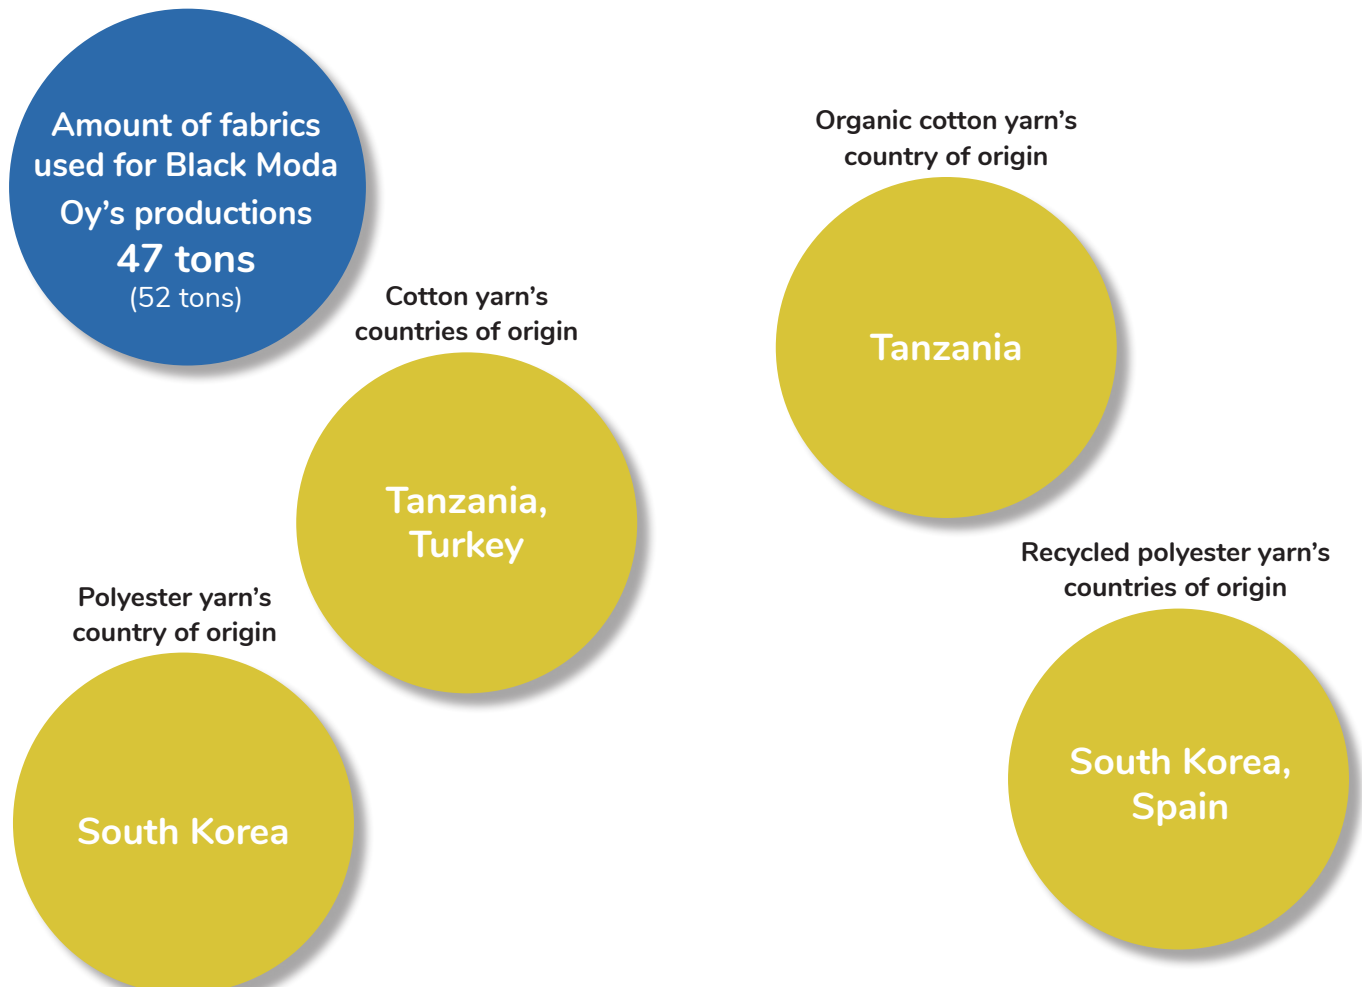 Amount of fabrics
used for Black Moda
Oy’s productions
47 tons
(52 tons)
Cotton yarn’s
countries of origin
Tanzania,
Turkey
Polyester yarn’s
country of origin
South Korea
Organic cotton yarn’s
country of origin
Tanzania
Recycled polyester yarn’s
countries of origin
South Korea,
Spain